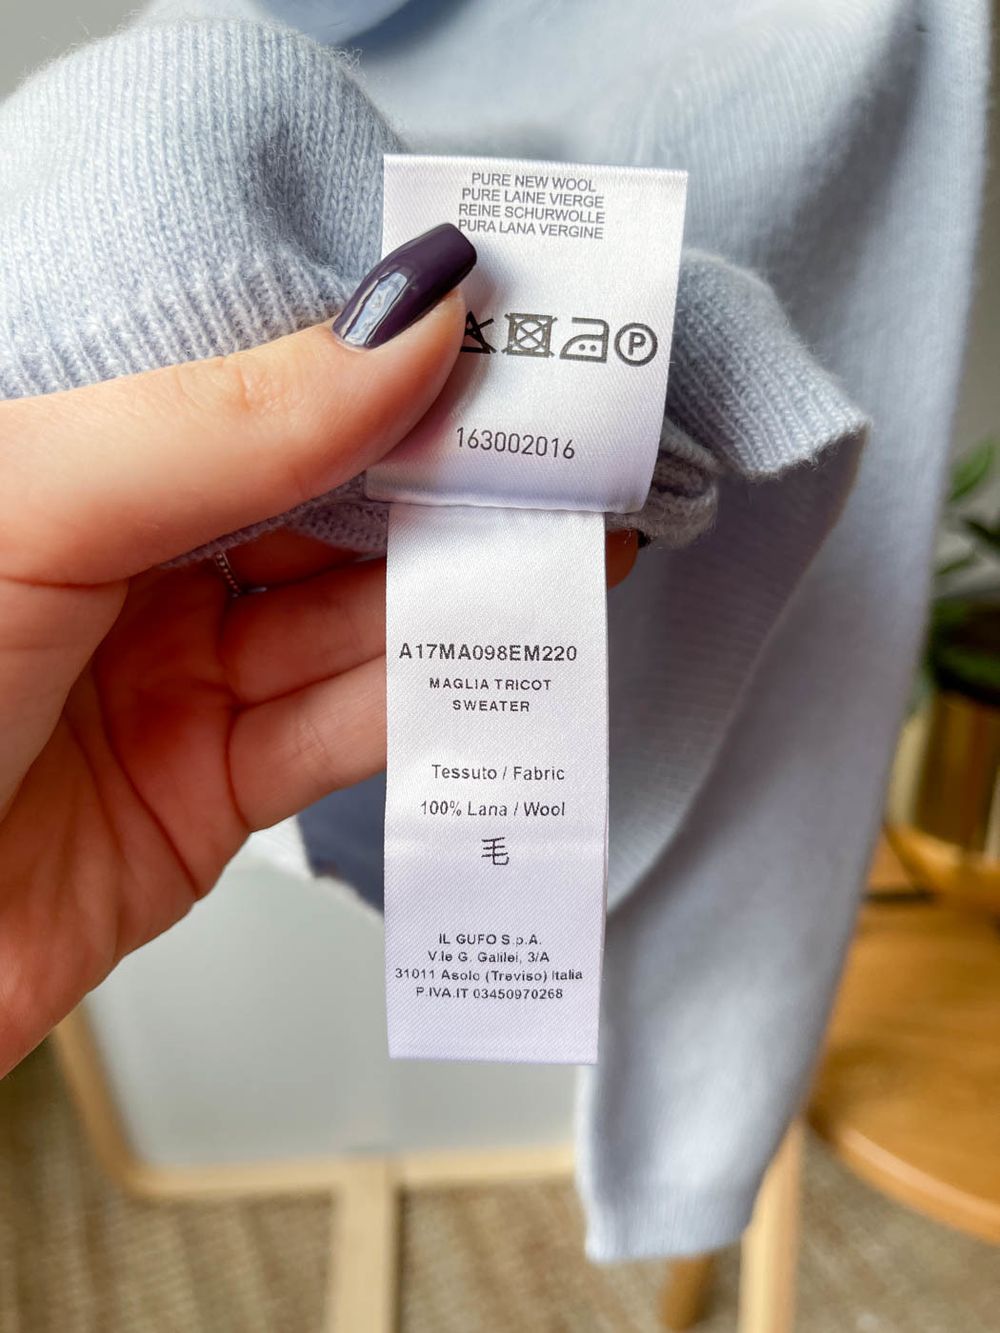 PURE NEW WOOL
PURE LAINE VIERGE
REINE SCHURWOLLE
PURA LANA VERGINE
P
163002016
A17MA098EM220
MAGLIA TRICOT
SWEATER
Tessuto / Fabric
100% Lana / Wool
毛
IL GUFO S.p.A.
V.le G. Galilei, 3/A
31011 Asolo (Treviso) Italia
P.IVA.IT 03450970268